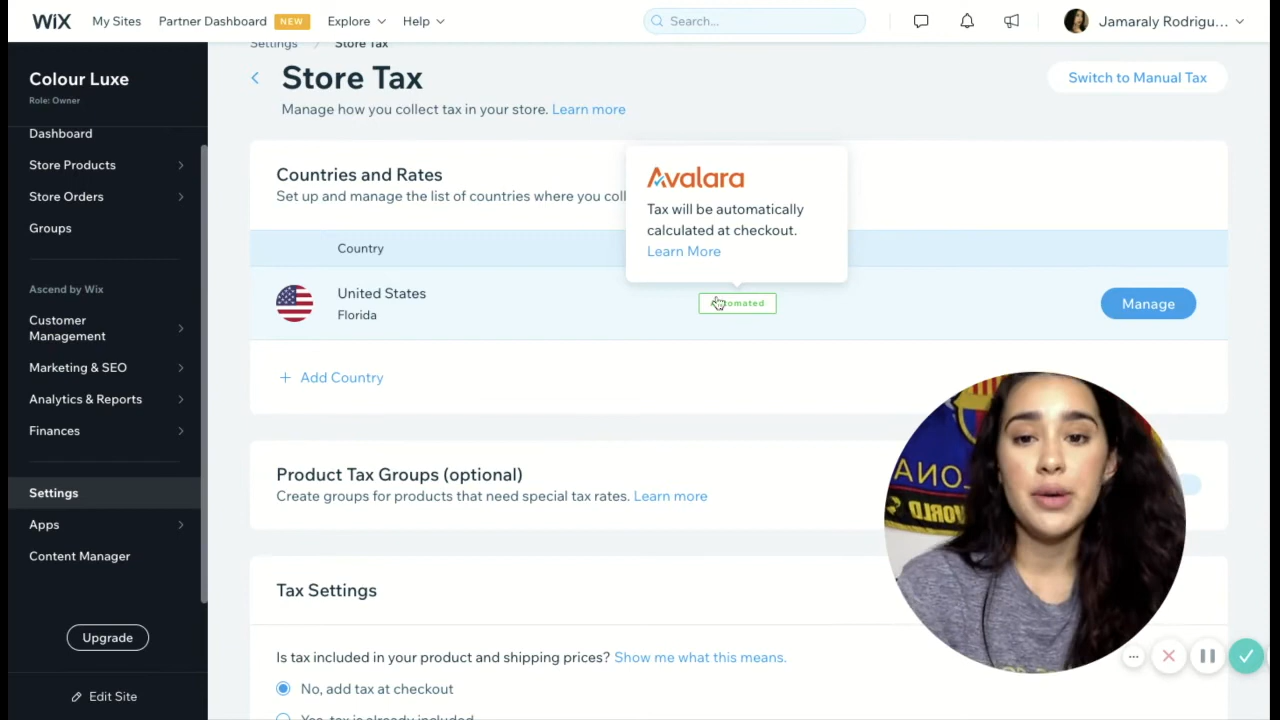 WiX
My Sites
Partner Dashboard
NEW
Explore
Help
Search...
Jamaraly Rodrigu...
Colour Luxe
Role: Owner
Dashboard
Store Products
Store Orders
Groups
Ascend by Wix
Customer
Management
Marketing & SEO
Analytics & Reports
Finances
Settings
Apps
Content Manager
Upgrade
Edit Site
Settings / Store Tax
Store Tax
Switch to Manual Tax
Manage how you collect tax in your store. Learn more
Countries and Rates
Set up and manage the list of countries where you coll
Avalara
Tax will be automatically
calculated at checkout.
Learn More
Country
United States
Florida
Manage
+ Add Country
Product Tax Groups (optional)
Create groups for products that need special tax rates. Learn more
Tax Settings
Is tax included in your product and shipping prices? Show me what this means.
No, add tax at checkout
Yes, tax is already included